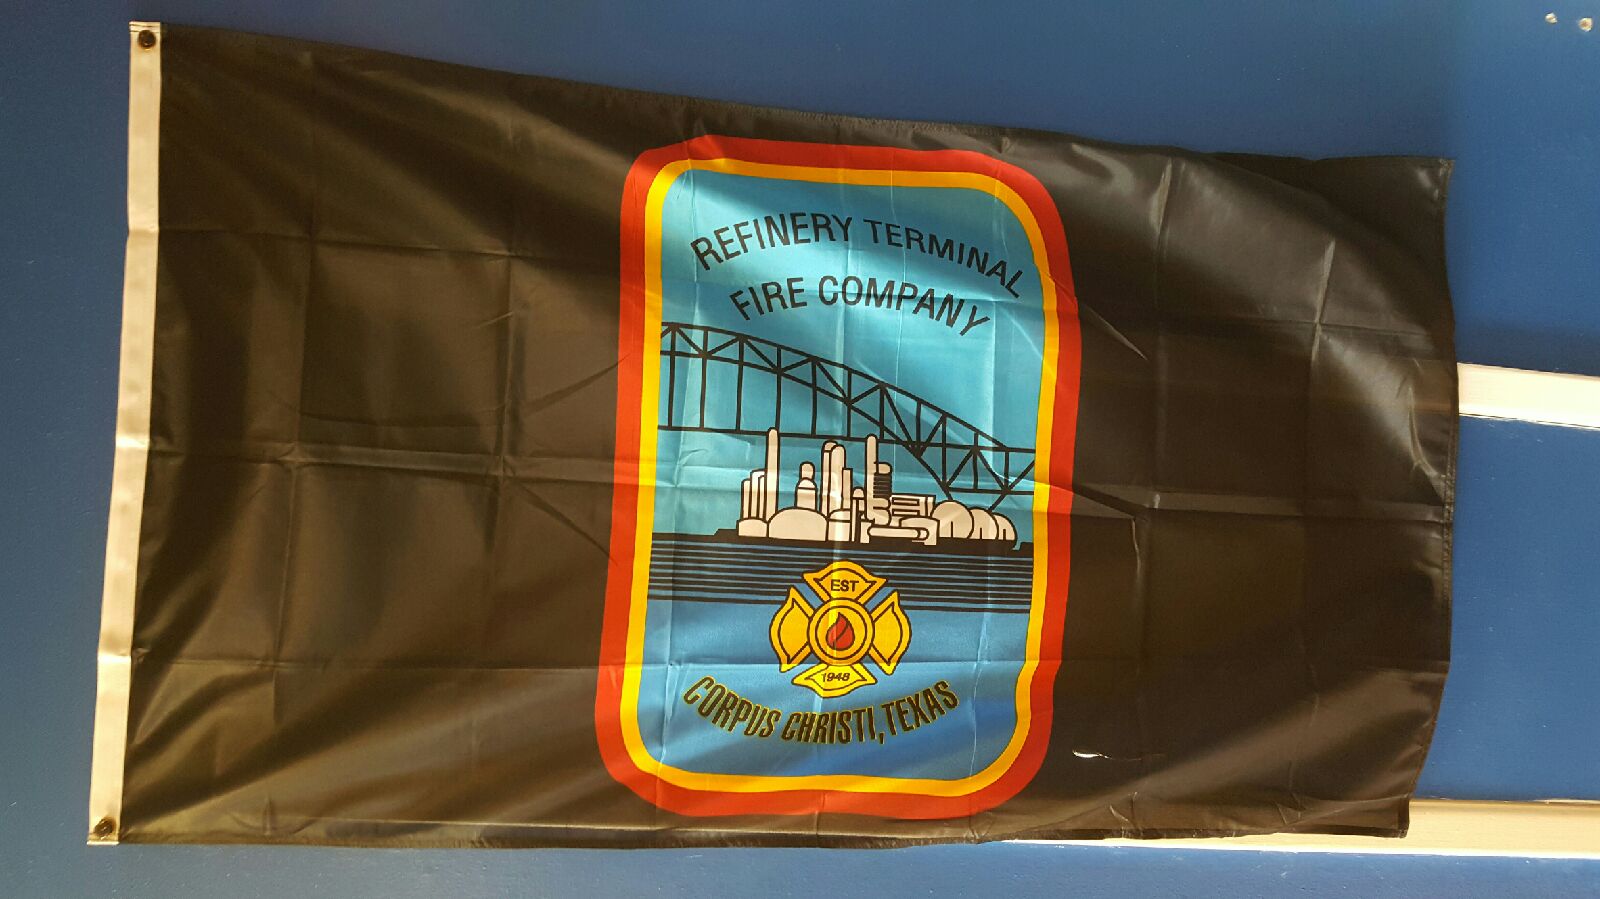 REFINERY TERMINAL
FIRE COMPANY
EST
1948
CORPUS CHRISTI, TEXAS